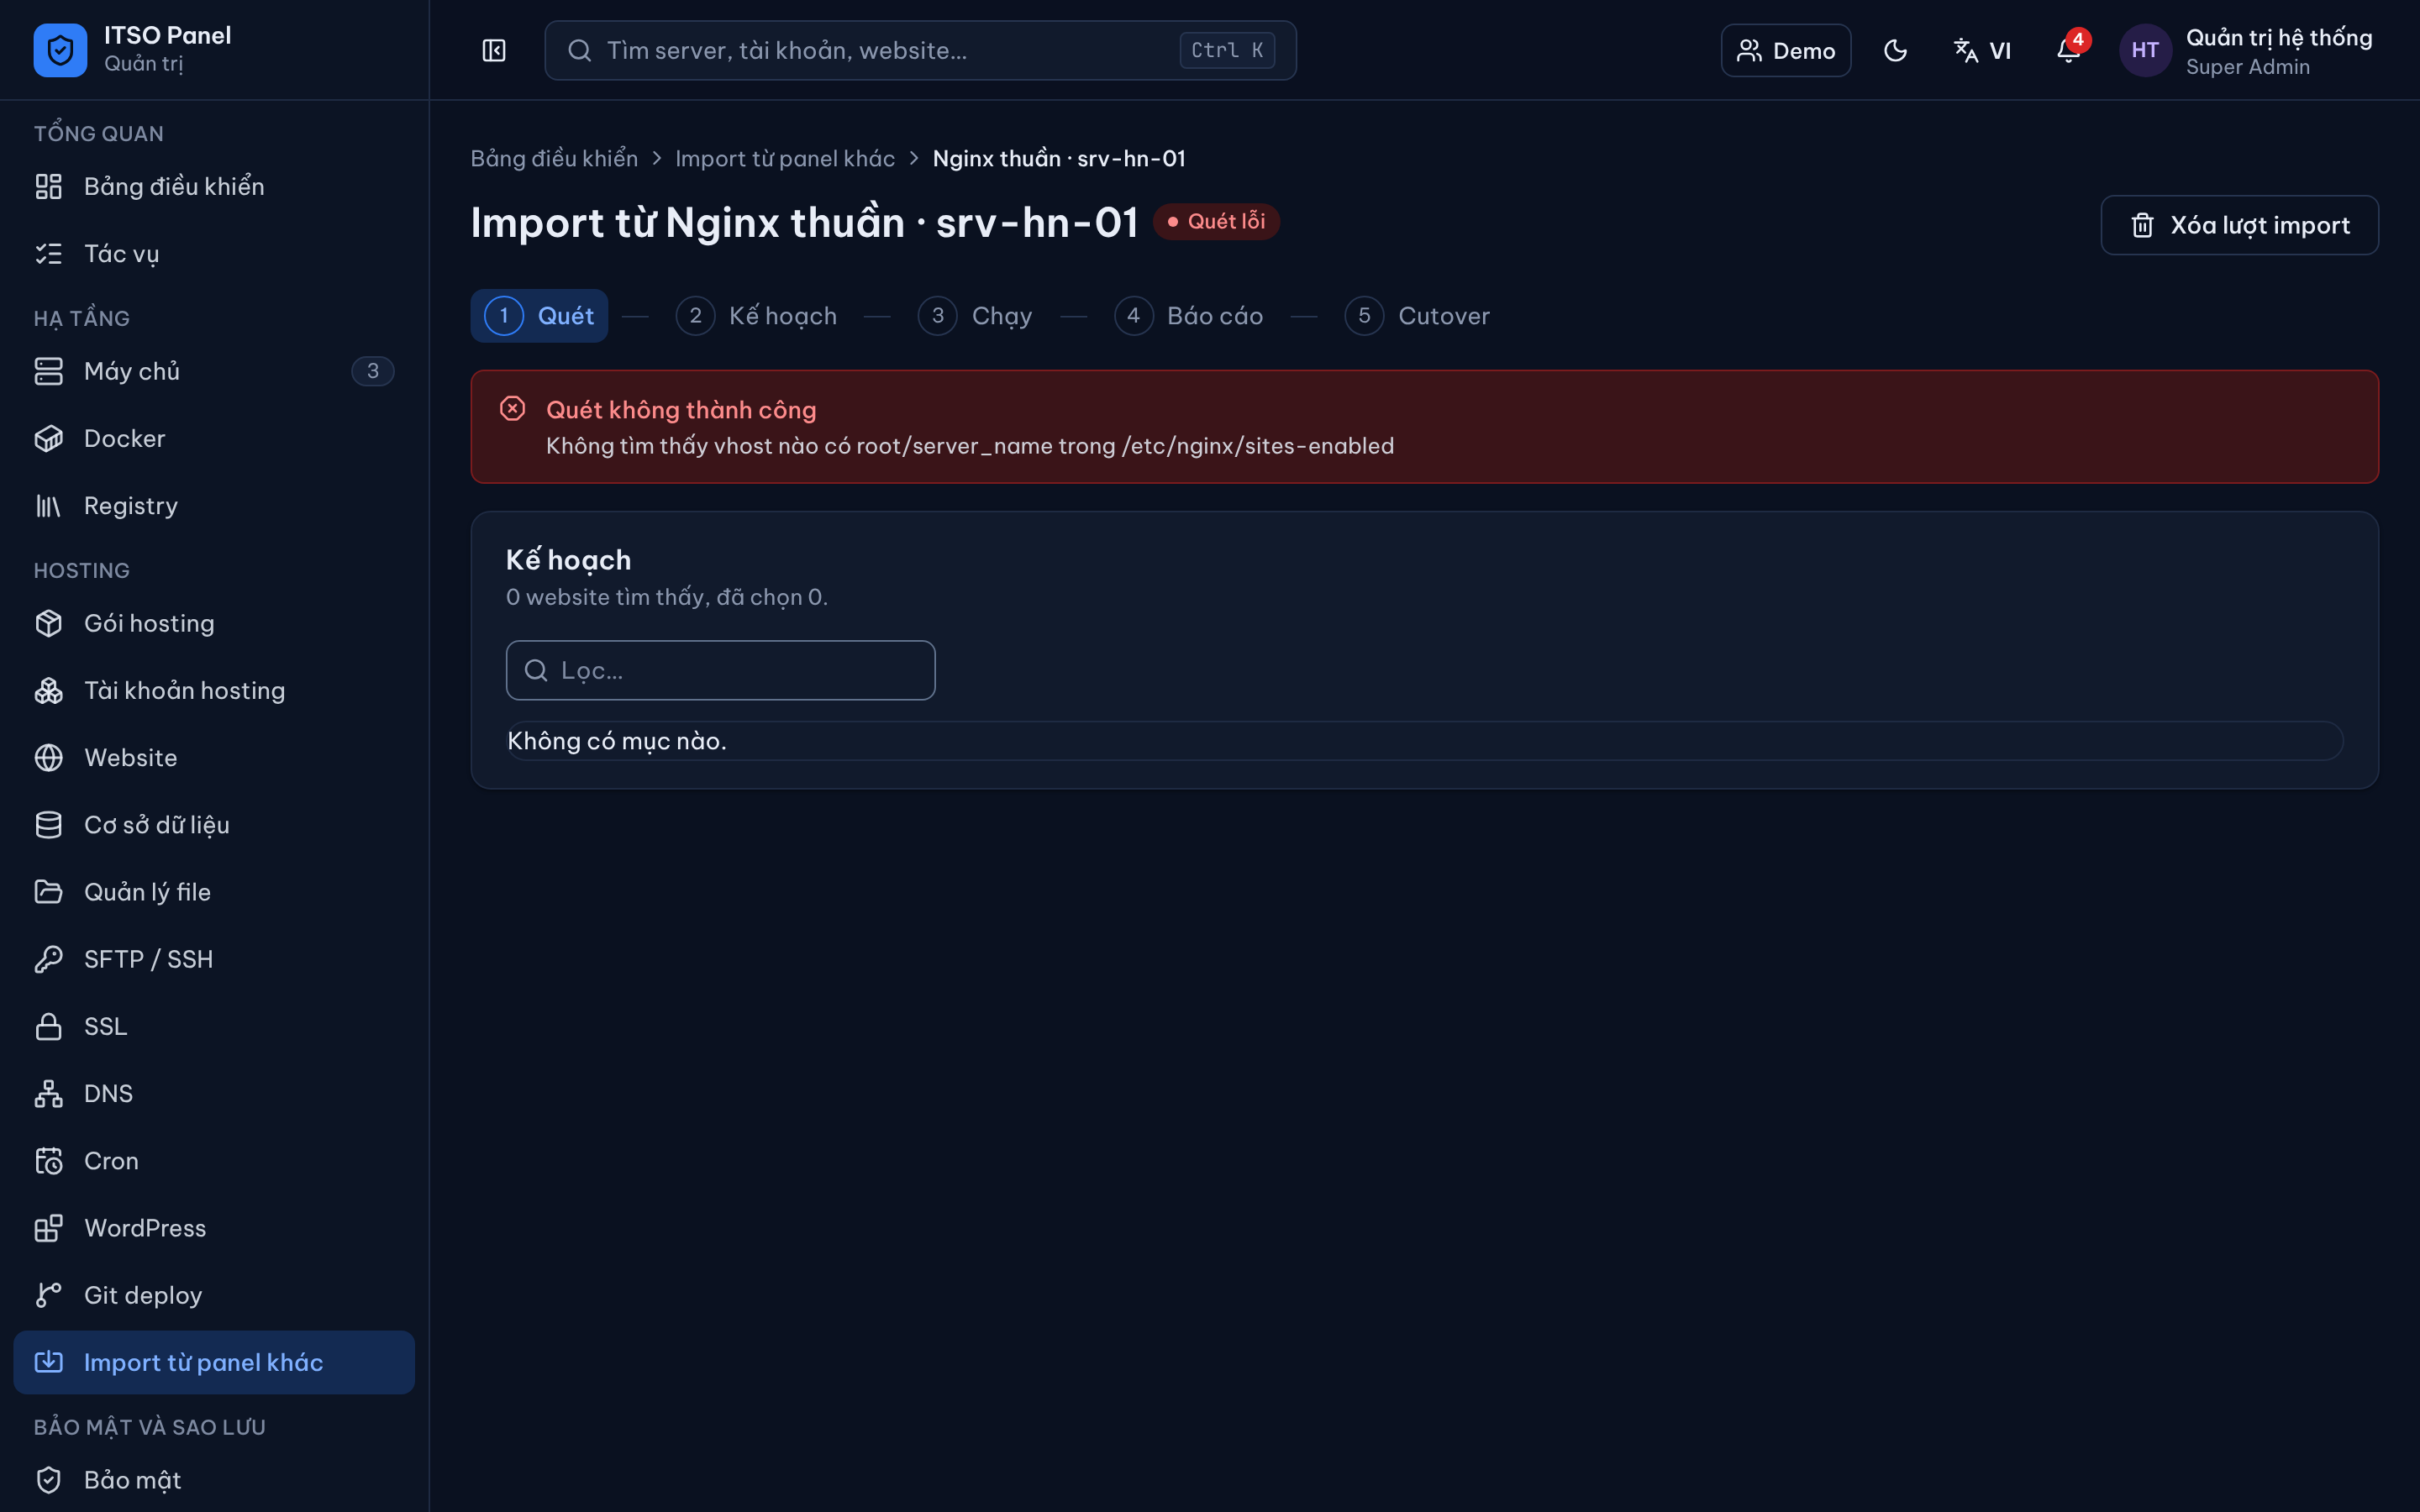 ITSO Panel
Quản trị
Tìm server, tài khoản, website...
Ctrl K
Demo
VI
4
HT
Quản trị hệ thống
Super Admin
TỔNG QUAN
Bảng điều khiển
Tác vụ
HẠ TẦNG
Máy chủ
3
Docker
Registry
HOSTING
Gói hosting
Tài khoản hosting
Website
Cơ sở dữ liệu
Quản lý file
SFTP / SSH
SSL
DNS
Cron
WordPress
Git deploy
Import từ panel khác
BẢO MẬT VÀ SAO LƯU
Bảo mật
Bảng điều khiển > Import từ panel khác > Nginx thuần · srv-hn-01
Import từ Nginx thuần · srv-hn-01
Quét lỗi
Xóa lượt import
1 Quét — 2 Kế hoạch — 3 Chạy — 4 Báo cáo — 5 Cutover
Quét không thành công
Không tìm thấy vhost nào có root/server_name trong /etc/nginx/sites-enabled
Kế hoạch
0 website tìm thấy, đã chọn 0.
Lọc...
Không có mục nào.